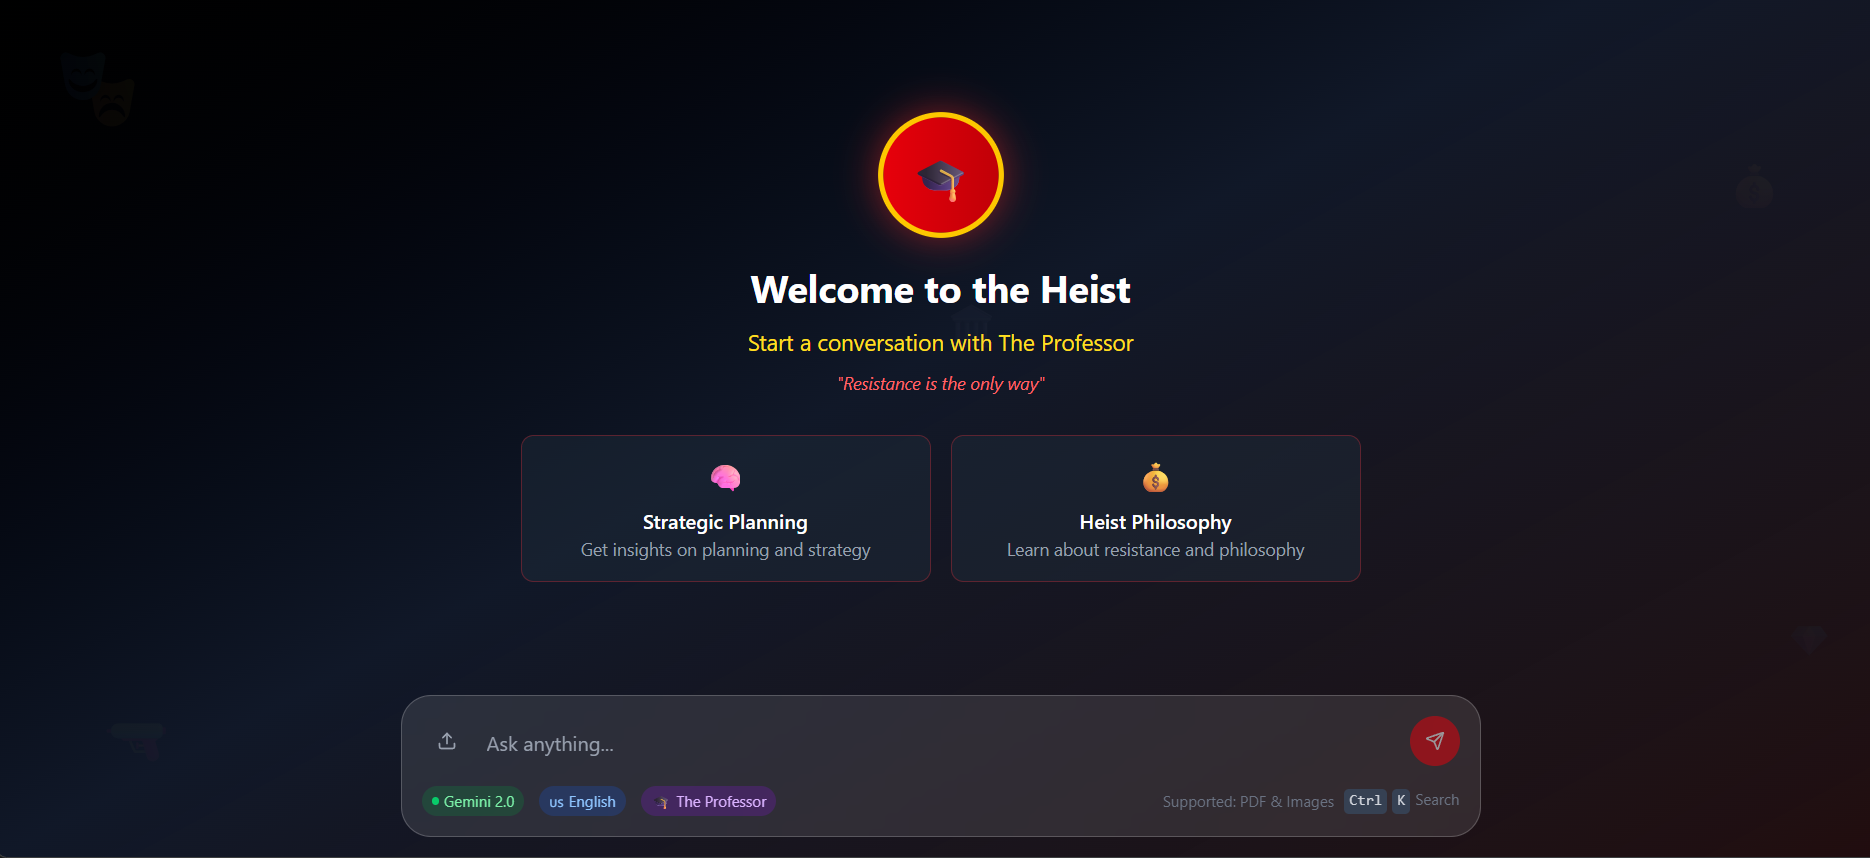 Welcome to the Heist
Start a conversation with The Professor
"Resistance is the only way"
Strategic Planning
Get insights on planning and strategy
Heist Philosophy
Learn about resistance and philosophy
Ask anything...
Gemini 2.0
us English
The Professor
Supported: PDF & Images
Ctrl K Search